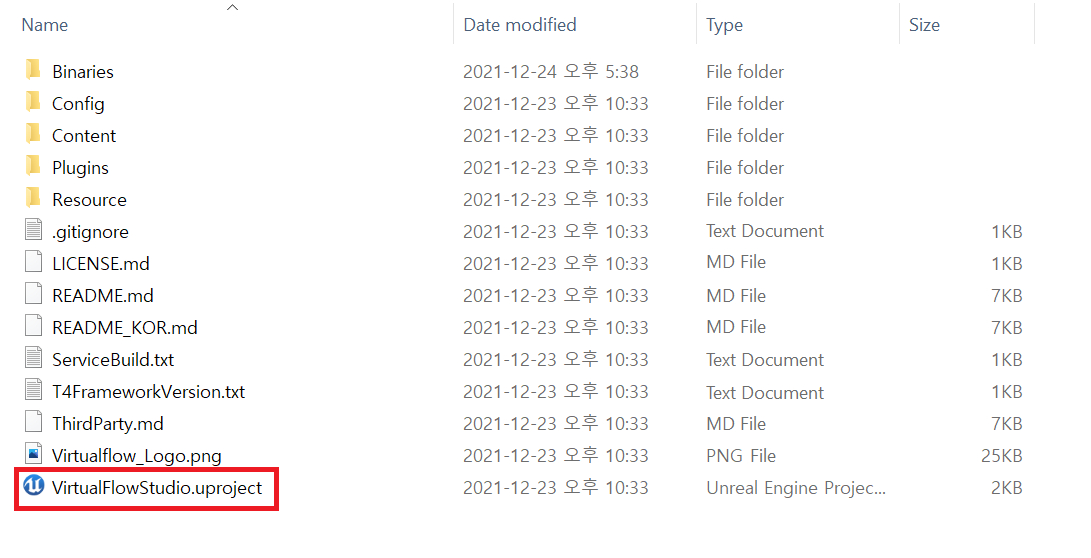 Name Date modified Type Size
Binaries 2021-12-24 오후 5:38 File folder
Config 2021-12-23 오후 10:33 File folder
Content 2021-12-23 오후 10:33 File folder
Plugins 2021-12-23 오후 10:33 File folder
Resource 2021-12-23 오후 10:33 File folder
.gitignore 2021-12-23 오후 10:33 Text Document 1KB
LICENSE.md 2021-12-23 오후 10:33 MD File 1KB
README.md 2021-12-23 오후 10:33 MD File 7KB
README_KOR.md 2021-12-23 오후 10:33 MD File 7KB
ServiceBuild.txt 2021-12-23 오후 10:33 Text Document 1KB
T4FrameworkVersion.txt 2021-12-23 오후 10:33 Text Document 1KB
ThirdParty.md 2021-12-23 오후 10:33 MD File 7KB
Virtualflow_Logo.png 2021-12-23 오후 10:33 PNG File 25KB
VirtualFlowStudio.uproject 2021-12-23 오후 10:33 Unreal Engine Projec... 2KB